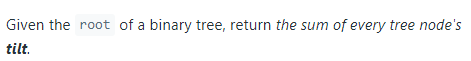 Given the root of a binary tree, return the sum of every tree node's
tilt.